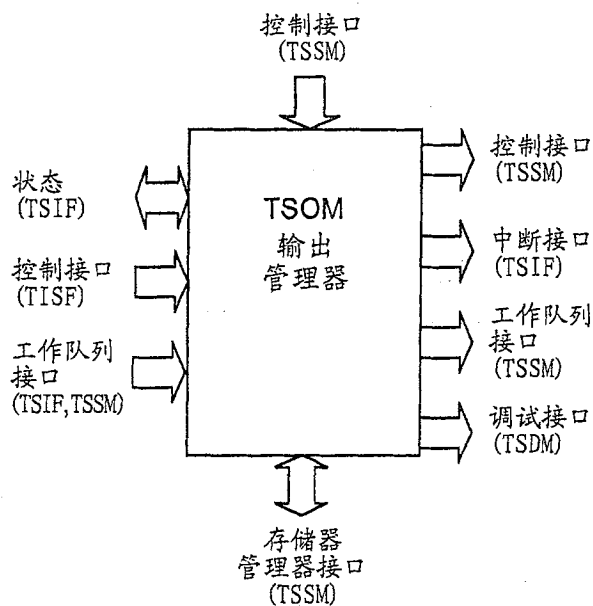 控制接口
(TSSM)
状态
(TSIF)
控制接口
(TISF)
工作队列
接口
(TSIF,TSSM)
TSOM
输出
管理器
控制接口
(TSSM)
中断接口
(TSIF)
工作队列
接口
(TSSM)
调试接口
(TSDM)
存储器
管理器接口
(TSSM)